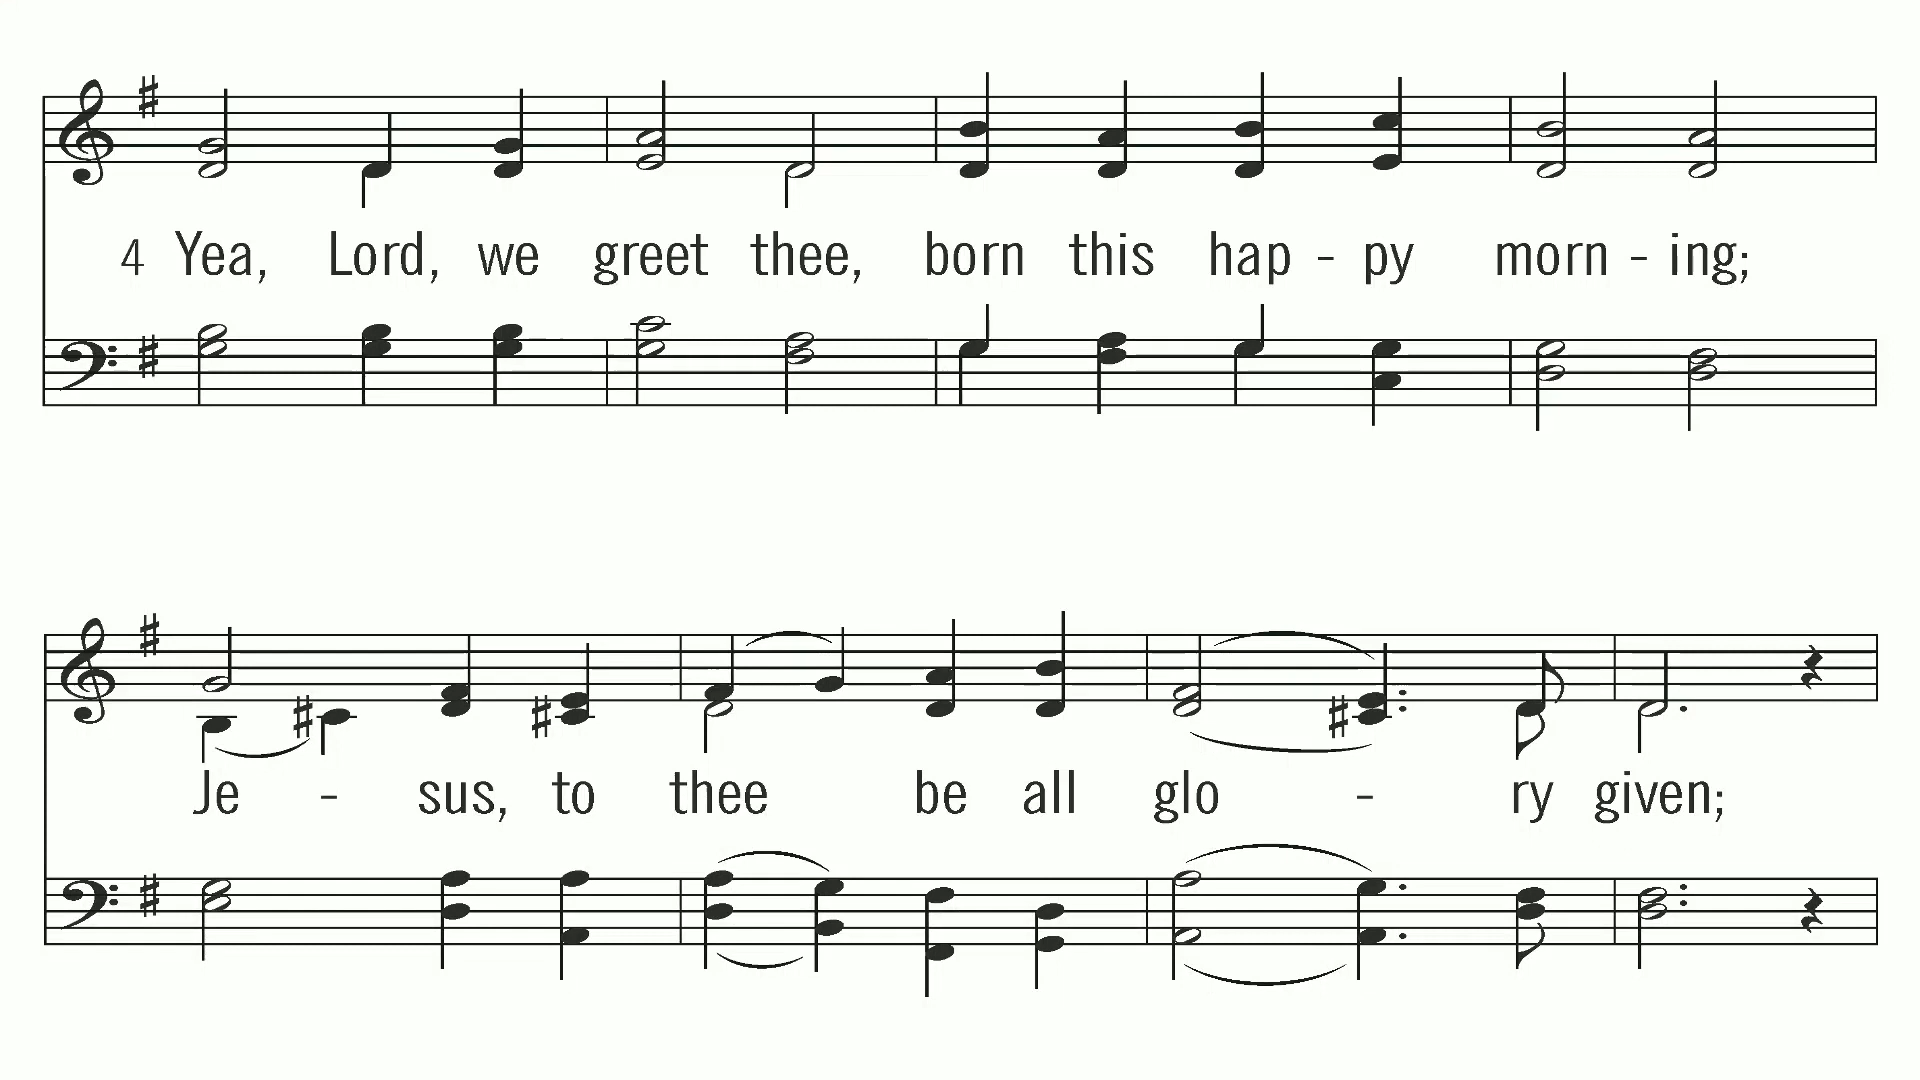 4 Yea, Lord, we greet thee, born this hap - py morn - ing;
Je - sus, to thee be all glo - ry given;